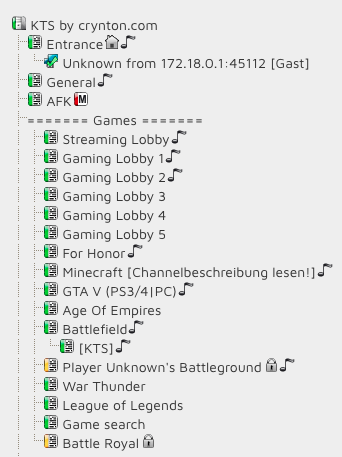 KTS by crynton.com
Entrance
Unknown from 172.18.0.1:45112 [Gast]
General
AFK M
======= Games =======
Streaming Lobby
Gaming Lobby 1
Gaming Lobby 2
Gaming Lobby 3
Gaming Lobby 4
Gaming Lobby 5
For Honor
Minecraft [Channelbeschreibung lesen!]
GTA V (PS3/4|PC)
Age Of Empires
Battlefield
[KTS]
Player Unknown's Battleground
War Thunder
League of Legends
Game search
Battle Royal